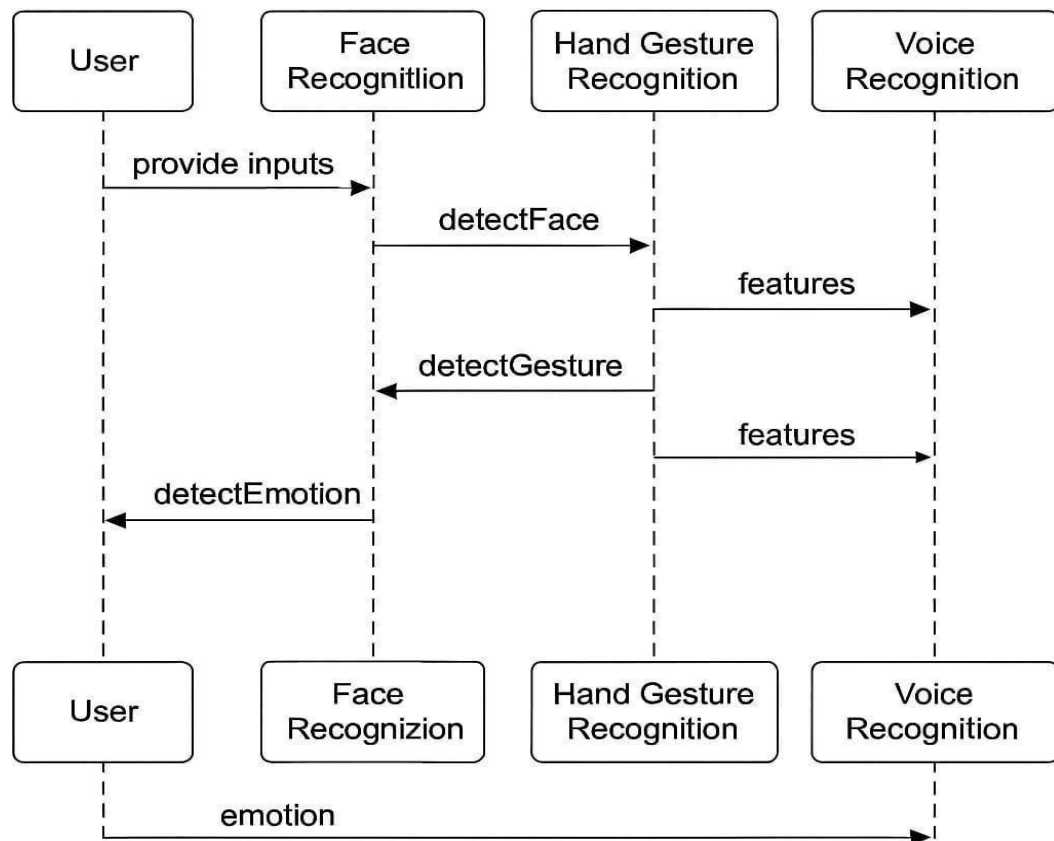 User
Face
Recognitlion
Hand Gesture
Recognition
Voice
Recognition
provide inputs
detectFace
features
detectGesture
features
detectEmotion
User
Face
Recognizion
Hand Gesture
Recognition
Voice
Recognition
emotion